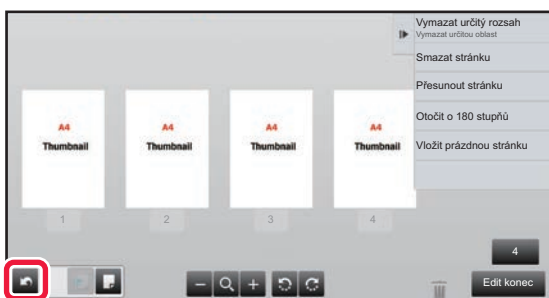 Vymazat určitý rozsah
Vymazat určitou oblast
Smazat stránku
Přesunout stránku
Otočit o 180 stupňů
Vložit prázdnou stránku
A4
Thumbnail
A4
Thumbnail
A4
Thumbnail
A4
Thumbnail
1
2
3
4
4
Edit konec